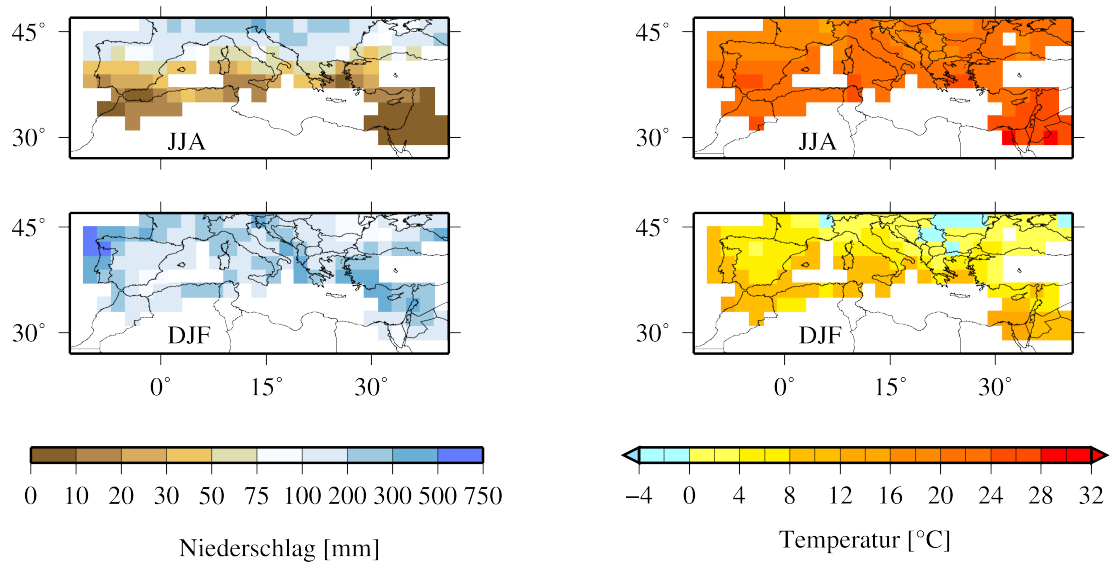 45° 45°
JJA JJA
30° 30°
45° 45°
DJF DJF
30° 30°
0° 15° 30° 0° 15° 30°
0 10 20 30 50 75 100 200 300 500 750
−4 0 4 8 12 16 20 24 28 32
Niederschlag [mm]
Temperatur [°C]